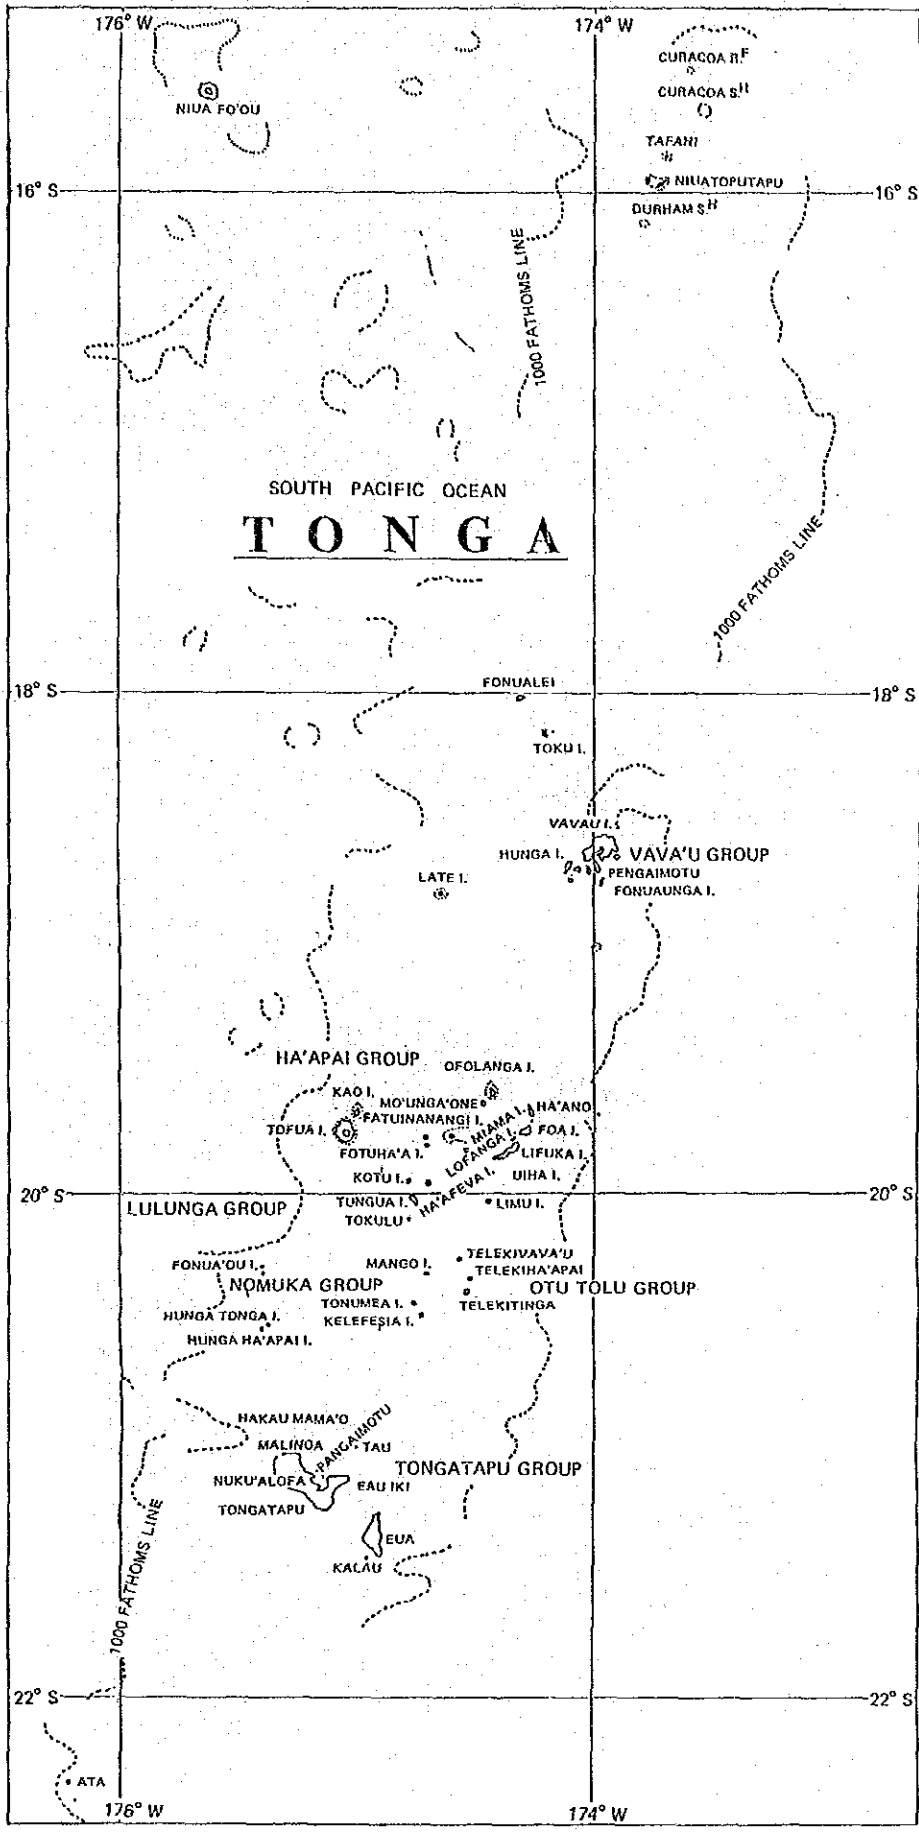 176° W 174° W
CURACOA R.F
CURACOA S.H
NIUA FO'OU
TAFAHI
16° S 16° S
NIUATOPUTAPU
DURHAM S.H
1000 FATHOMS LINE
SOUTH PACIFIC OCEAN
TONGA
1000 FATHOMS LINE
FONUALEI
18° S 18° S
TOKU I.
VAVAU I.
HUNGA I. VAVA'U GROUP
PENGAIMOTU
LATE I.
FONUAUNGA I.
HA'APAI GROUP
OFOLANGA I.
KAO I.
MO'UNGA'ONE
MIAMA I.
HA'ANO
FATUINANANGI I.
TOFUA I.
LOFANGA I.
FOA I.
FOTUHA'A I.
LIFUKA I.
KOTU I.
HA'AFEVA I.
UIHA I.
20° S 20° S
TUNGUA I.
LIMU I.
LULUNGA GROUP
TOKULU
TELEKIVAVA'U
FONUA'OU I.
MANGO I.
TELEKIHA'APAI
NOMUKA GROUP
OTU TOLU GROUP
TONUMEA I.
TELEKITINGA
HUNGA TONGA I.
KELEFESIA I.
HUNGA HA'APAI I.
HAKAU MAMA'O
PANGAIMOTU
MALINOA
TAU
TONGATAPU GROUP
NUKU'ALOFA
EAU IKI
TONGATAPU
EUA
KALAU
1000 FATHOMS LINE
22° S 22° S
ATA
176° W 174° W